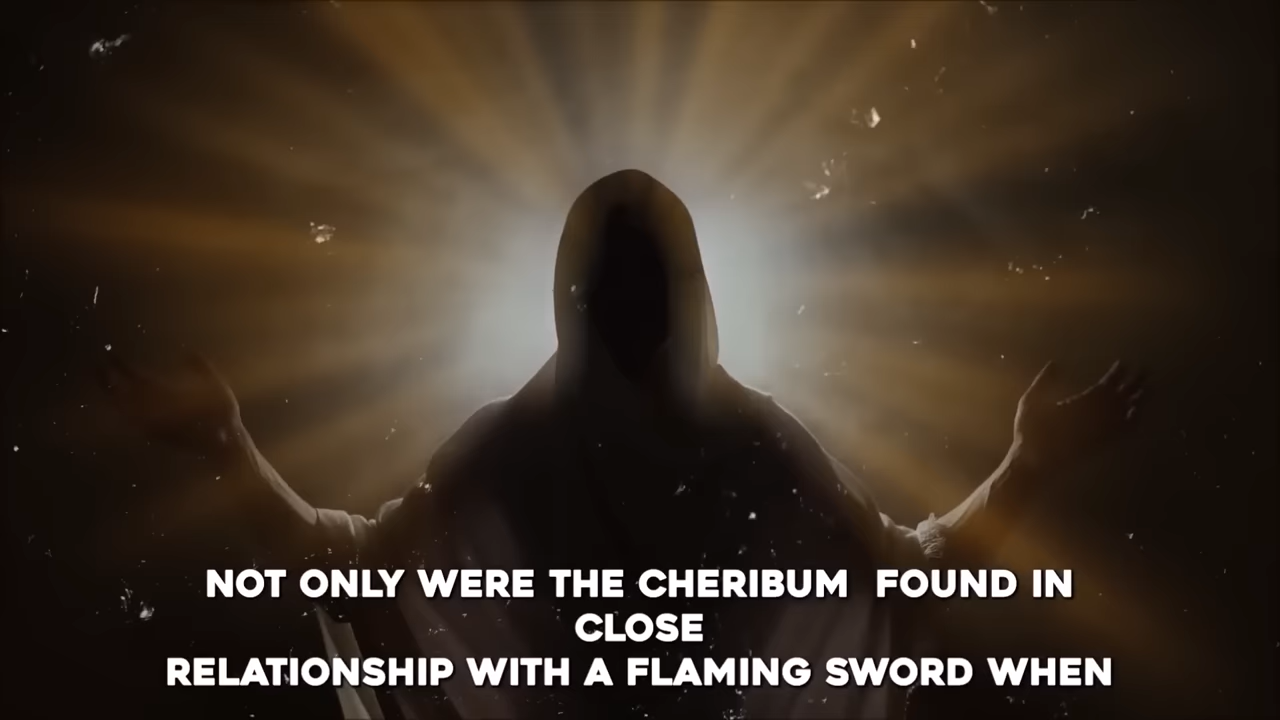 NOT ONLY WERE THE CHERIBUM  FOUND IN
CLOSE
RELATIONSHIP WITH A FLAMING SWORD WHEN